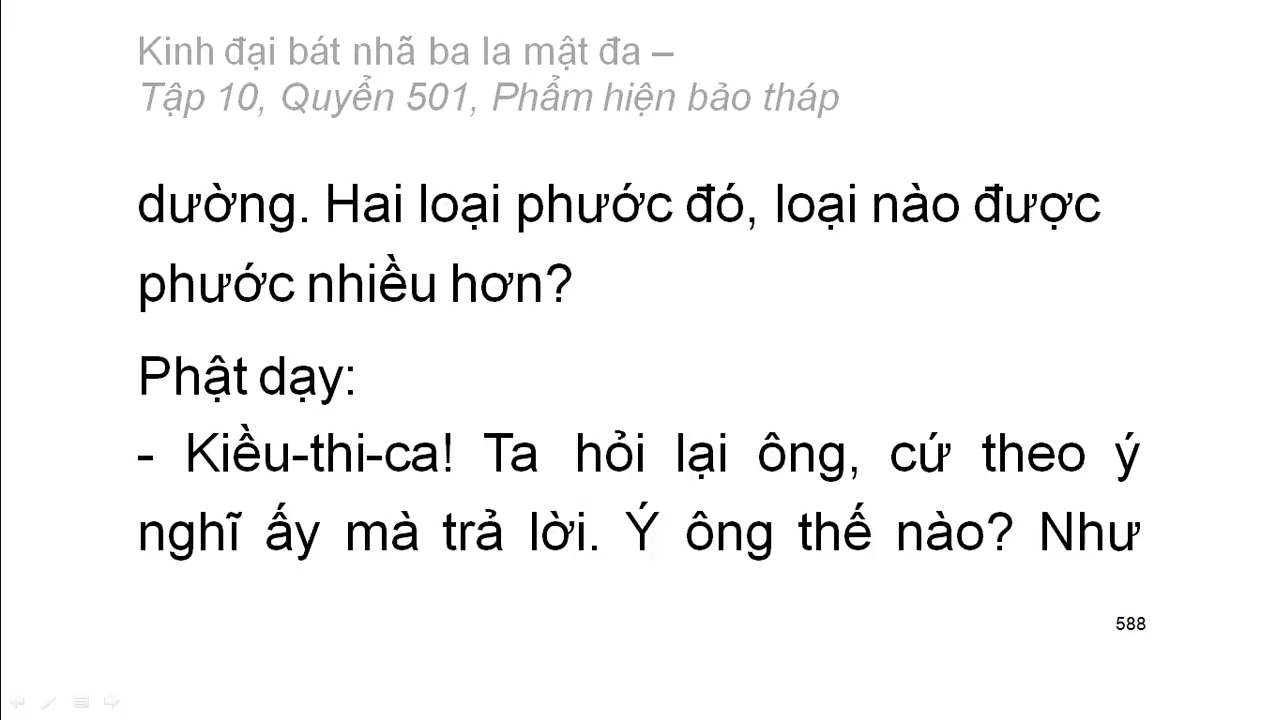 Kinh đại bát nhã ba la mật đa –
Tập 10, Quyển 501, Phẩm hiện bảo tháp
dường. Hai loại phước đó, loại nào được
phước nhiều hơn?
Phật dạy:
- Kiều-thi-ca! Ta hỏi lại ông, cứ theo ý
nghĩ ấy mà trả lời. Ý ông thế nào? Như
588